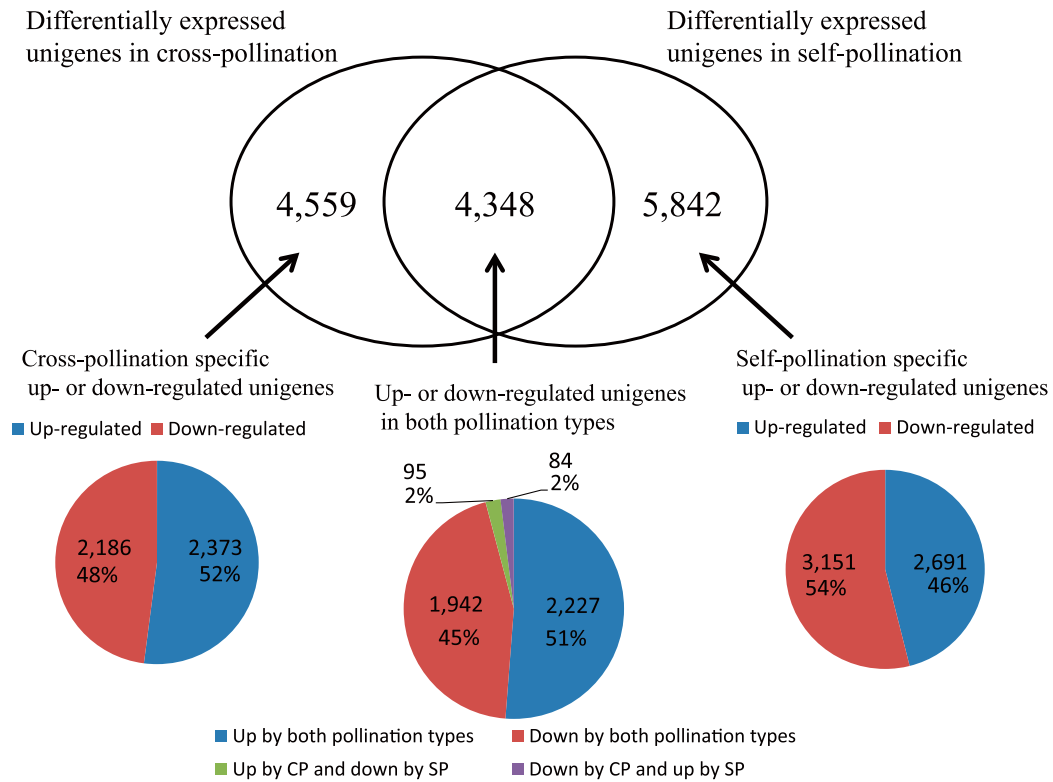 Differentially expressed
unigenes in cross-pollination
Differentially expressed
unigenes in self-pollination
4,559
4,348
5,842
Cross-pollination specific
up- or down-regulated unigenes
Up- or down-regulated unigenes
in both pollination types
Self-pollination specific
up- or down-regulated unigenes
Up-regulated
Down-regulated
2,186
48%
2,373
52%
95
2%
84
2%
1,942
45%
2,227
51%
Up-regulated
Down-regulated
3,151
54%
2,691
46%
Up by both pollination types
Down by both pollination types
Up by CP and down by SP
Down by CP and up by SP